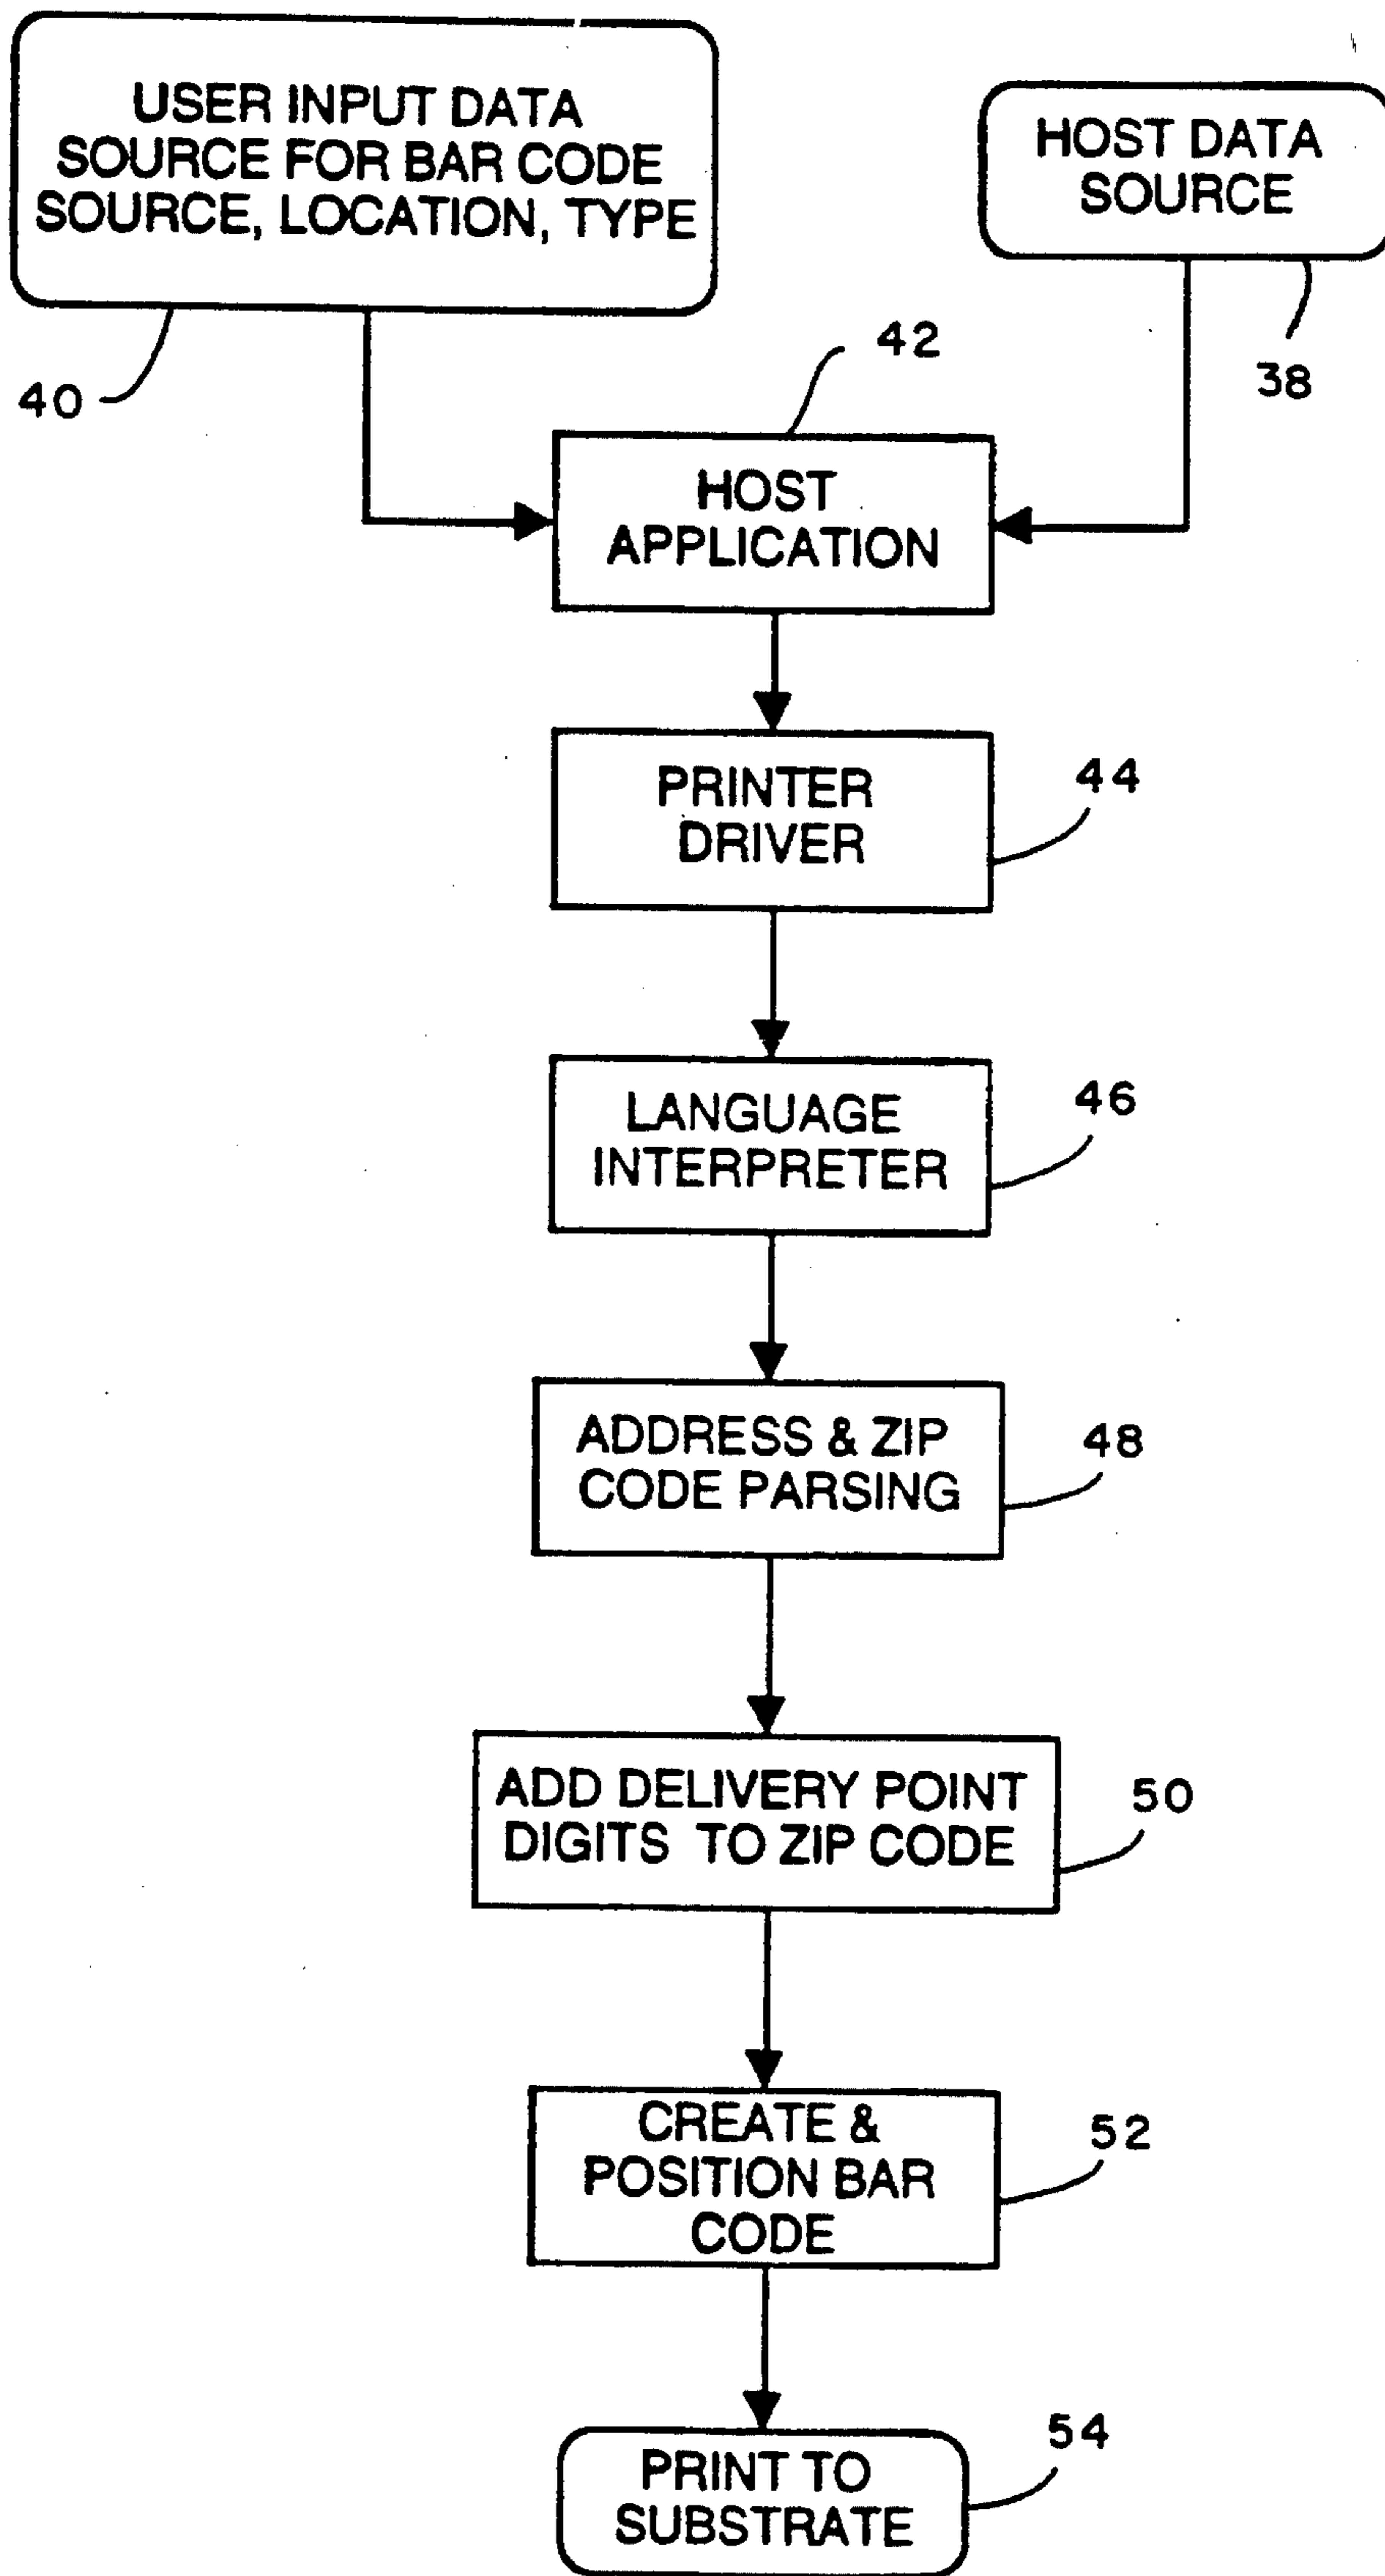 USER INPUT DATA
SOURCE FOR BAR CODE
SOURCE, LOCATION, TYPE
HOST DATA
SOURCE
40
42
38
HOST
APPLICATION
PRINTER
DRIVER
44
LANGUAGE
INTERPRETER
46
ADDRESS & ZIP
CODE PARSING
48
ADD DELIVERY POINT
DIGITS TO ZIP CODE
50
CREATE &
POSITION BAR
CODE
52
PRINT TO
SUBSTRATE
54